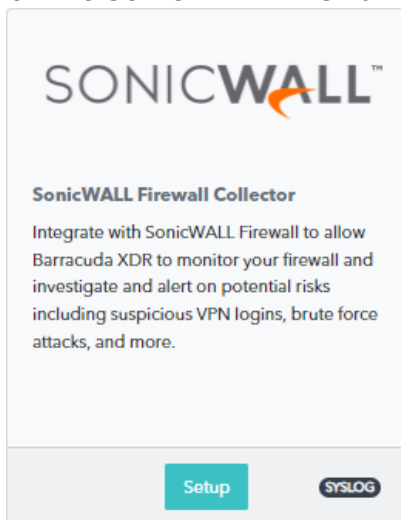 SONICWALL™
SonicWALL Firewall Collector
Integrate with SonicWALL Firewall to allow
Barracuda XDR to monitor your firewall and
investigate and alert on potential risks
including suspicious VPN logins, brute force
attacks, and more.
Setup
SYSLOG